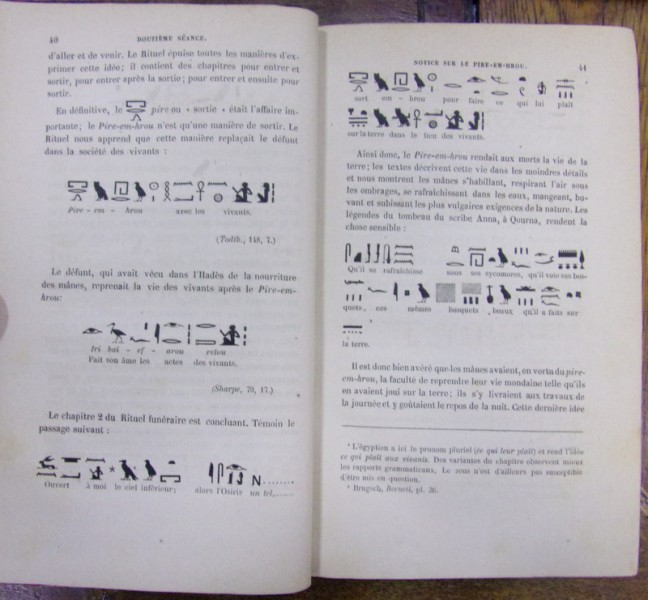 40 DOUTIÈME SÉANCE.
d'aller et de venir. Le Rituel épuise toutes les manières d'ex-
primer cette idée; il contient des chapitres pour entrer et
sortir, pour entrer après la sortie; pour entrer et ensuite pour
sortir.
En définitive, le pire ou « sortie » était l'affaire im-
portante; le Pire-em-hrou n'est qu'une manière de sortir. Le
Rituel nous apprend que cette manière replaçait le défunt
dans la société des vivants :
Pire - em - hrou avec les vivants.
(Todtb., 148, 7.)
Le défunt, qui avait vécu dans l'Hadès de la nourriture
des mânes, reprenait la vie des vivants après le Pire-em-
hrou:
Iri bai - ef - arou retou
Fait son âme les actes des vivants.
(Sharpe, 79, 17.)
Le chapitre 2 du Rituel funéraire est concluant. Témoin le
passage suivant :
N........
Ouvert à moi le ciel inférieur; alors l'Osiris un tel,......
NOTICE SUR LE PIRE-EM-HROU. 41
sort em - hrou pour faire ce qui lui plaît
sur la terre dans le lieu des vivants.
Ainsi donc, le Pire-em-hrou rendait aux morts la vie de la
terre; les textes décrivent cette vie dans les moindres détails
et nous montrent les mânes s'habillant, respirant l'air sous
les ombrages, se rafraîchissant dans les eaux, mangeant, bu-
vant et subissant les plus vulgaires exigences de la nature. Les
légendes du tombeau du scribe Anna, à Qourna, rendent la
chose sensible :
Qu'il se rafraîchisse sous ses sycomores, qu'il voie ses bos-
quets, ces mêmes bosquets beaux qu'il a faits sur
la terre.
Il est donc bien avéré que les mânes avaient, en vertu du pire-
em-hrou, la faculté de reprendre leur vie mondaine telle qu'ils
en avaient joui sur la terre; ils s'y livraient aux travaux de
la journée et y goûtaient le repos de la nuit. Cette dernière idée
¹ L'égyptien a ici le pronom pluriel (ce qui leur plaît) et rend l'idée
ce qui plaît aux vivants. Des variantes du chapitre observent mieux
les rapports grammaticaux. Le sens n'est d'ailleurs pas susceptible
d'être mis en question.
² Brugsch, Recueil, pl. 36.